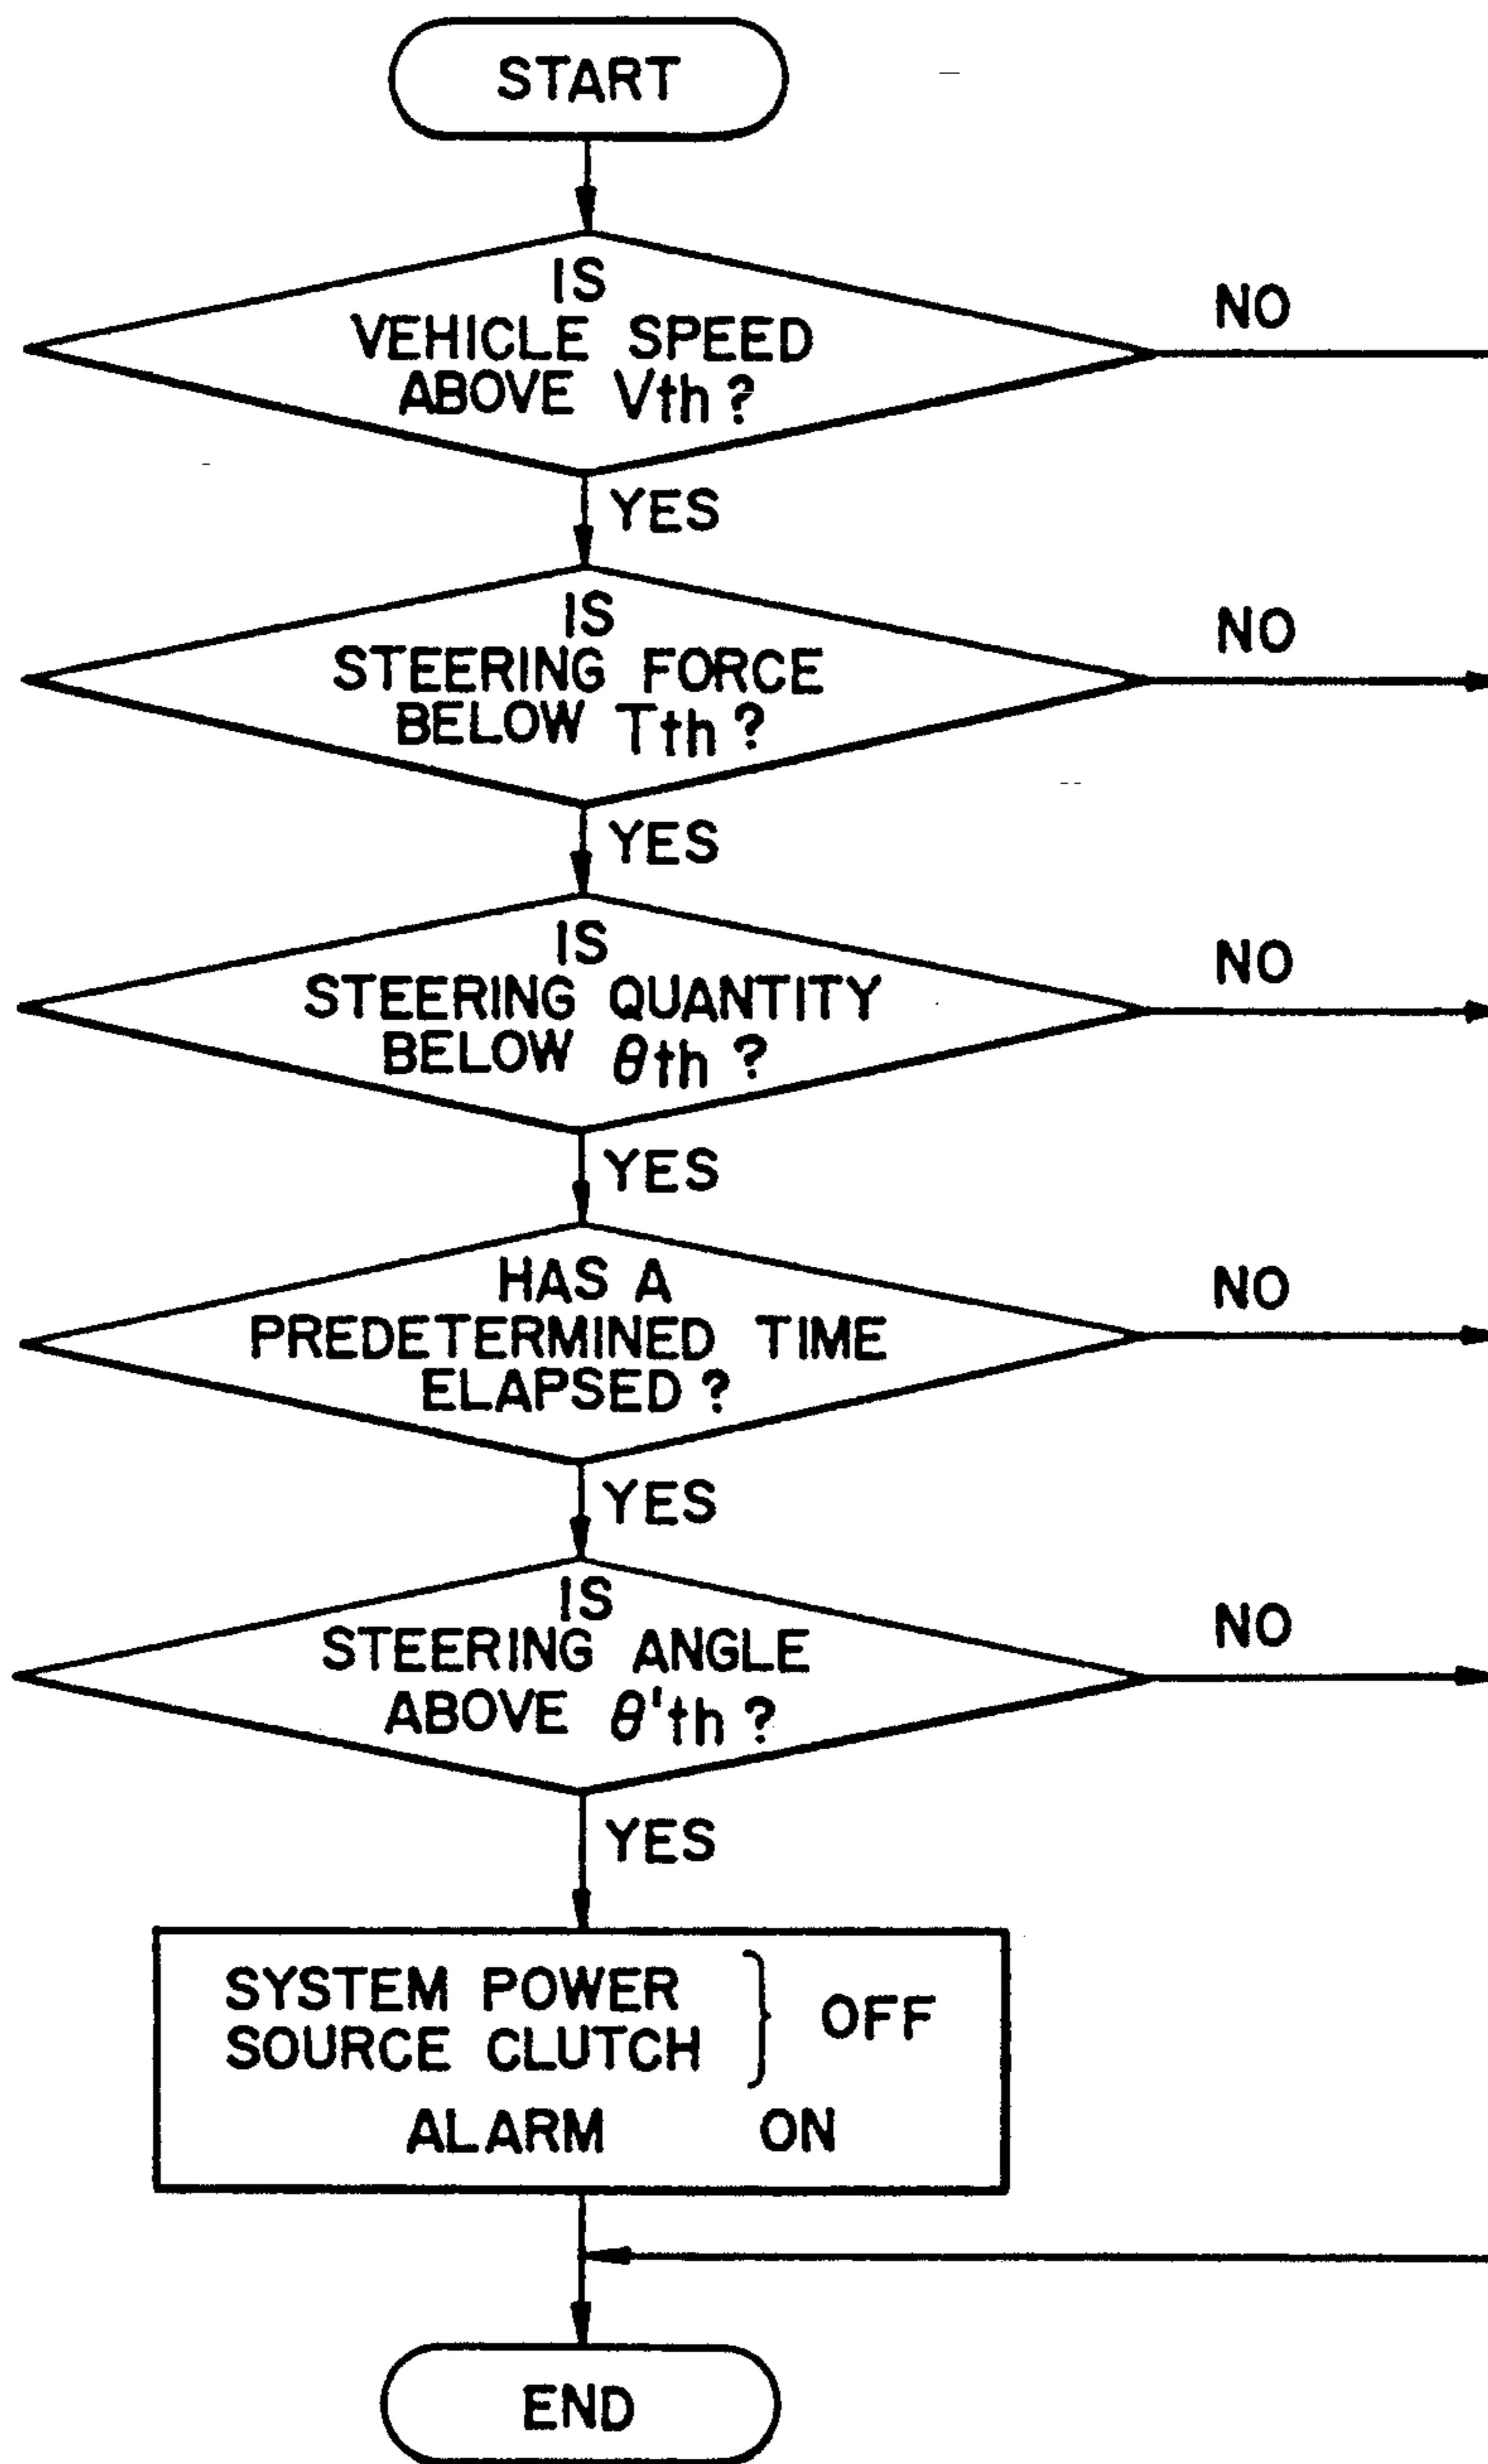 START
IS
VEHICLE SPEED
ABOVE Vth ?
NO
YES
IS
STEERING FORCE
BELOW Tth ?
NO
YES
IS
STEERING QUANTITY
BELOW θth ?
NO
YES
HAS A
PREDETERMINED TIME
ELAPSED ?
NO
YES
IS
STEERING ANGLE
ABOVE θ'th ?
NO
YES
SYSTEM POWER
SOURCE CLUTCH } OFF
ALARM ON
END